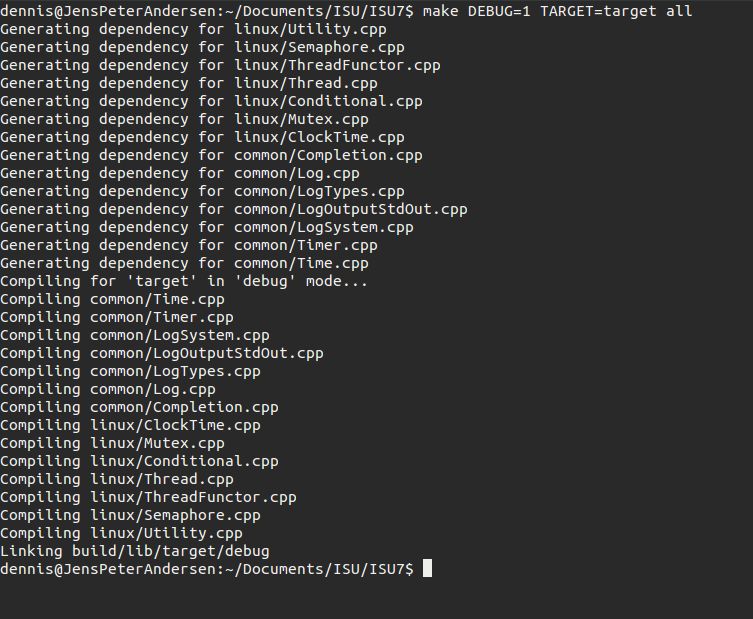 dennis@JensPeterAndersen:~/Documents/ISU/ISU7$ make DEBUG=1 TARGET=target all
Generating dependency for linux/Utility.cpp
Generating dependency for linux/Semaphore.cpp
Generating dependency for linux/ThreadFunctor.cpp
Generating dependency for linux/Thread.cpp
Generating dependency for linux/Conditional.cpp
Generating dependency for linux/Mutex.cpp
Generating dependency for linux/ClockTime.cpp
Generating dependency for common/Completion.cpp
Generating dependency for common/Log.cpp
Generating dependency for common/LogTypes.cpp
Generating dependency for common/LogOutputStdOut.cpp
Generating dependency for common/LogSystem.cpp
Generating dependency for common/Timer.cpp
Generating dependency for common/Time.cpp
Compiling for 'target' in 'debug' mode...
Compiling common/Time.cpp
Compiling common/Timer.cpp
Compiling common/LogSystem.cpp
Compiling common/LogOutputStdOut.cpp
Compiling common/LogTypes.cpp
Compiling common/Log.cpp
Compiling common/Completion.cpp
Compiling linux/ClockTime.cpp
Compiling linux/Mutex.cpp
Compiling linux/Conditional.cpp
Compiling linux/Thread.cpp
Compiling linux/ThreadFunctor.cpp
Compiling linux/Semaphore.cpp
Compiling linux/Utility.cpp
Linking build/lib/target/debug
dennis@JensPeterAndersen:~/Documents/ISU/ISU7$